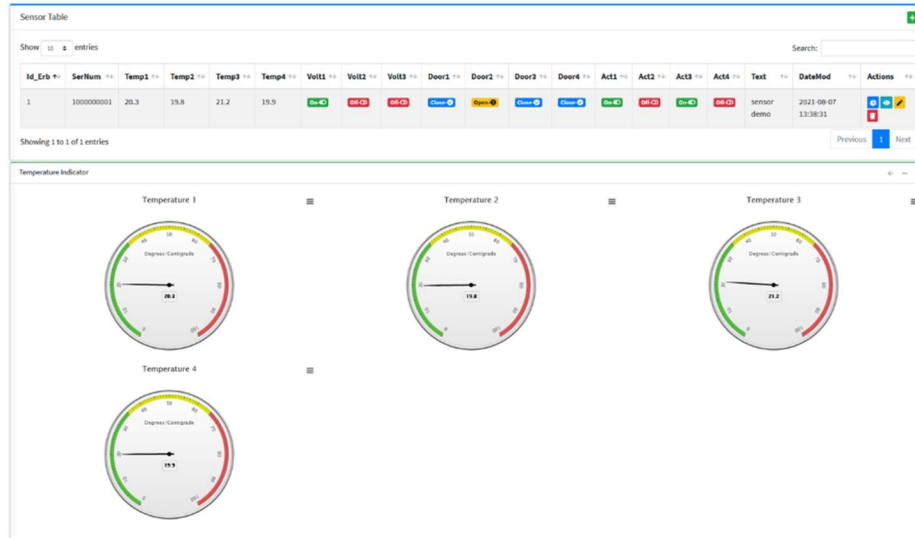 Sensor Table
Show 10 entries
Search:
Id_Erb SerNum Temp1 Temp2 Temp3 Temp4 Volt1 Volt2 Volt3 Door1 Door2 Door3 Door4 Act1 Act2 Act3 Act4 Text DateMod Actions
1 1000000001 20.3 19.8 21.2 19.9 On Off Off Close Open Close Close On Off On Off sensor 2021-08-07
demo 13:38:31
Showing 1 to 1 of 1 entries
Previous 1 Next
Temperature Indicator
Temperature 1 Temperature 2 Temperature 3
Degrees/Centigrade Degrees/Centigrade Degrees/Centigrade
20.3 19.8 21.2
Temperature 4
Degrees/Centigrade
19.9